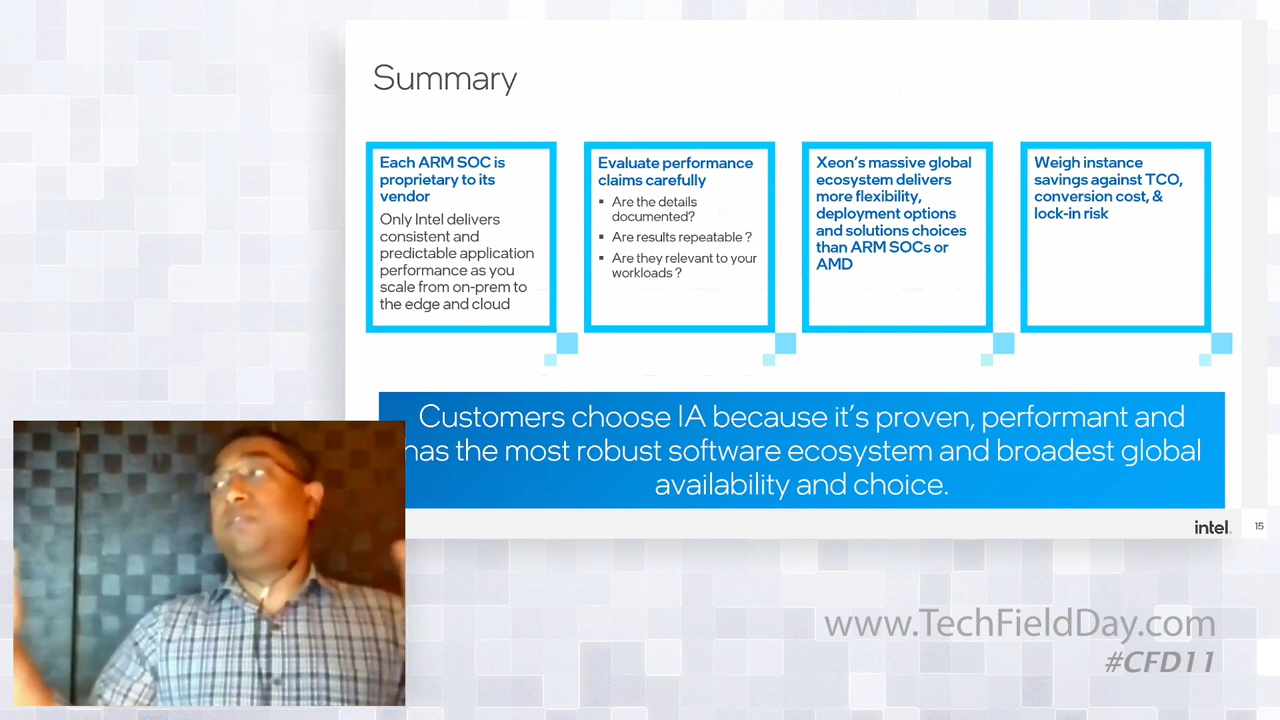 Summary
Each ARM SOC is
proprietary to its
vendor
Only Intel delivers
consistent and
predictable application
performance as you
scale from on-prem to
the edge and cloud
Evaluate performance
claims carefully
▪ Are the details
documented?
▪ Are results repeatable ?
▪ Are they relevant to your
workloads ?
Xeon's massive global
ecosystem delivers
more flexibility,
deployment options
and solutions choices
than ARM SOCs or
AMD
Weigh instance
savings against TCO,
conversion cost, &
lock-in risk
Customers choose IA because it's proven, performant and
has the most robust software ecosystem and broadest global
availability and choice.
intel.
15
www.TechFieldDay.com
#CFD11